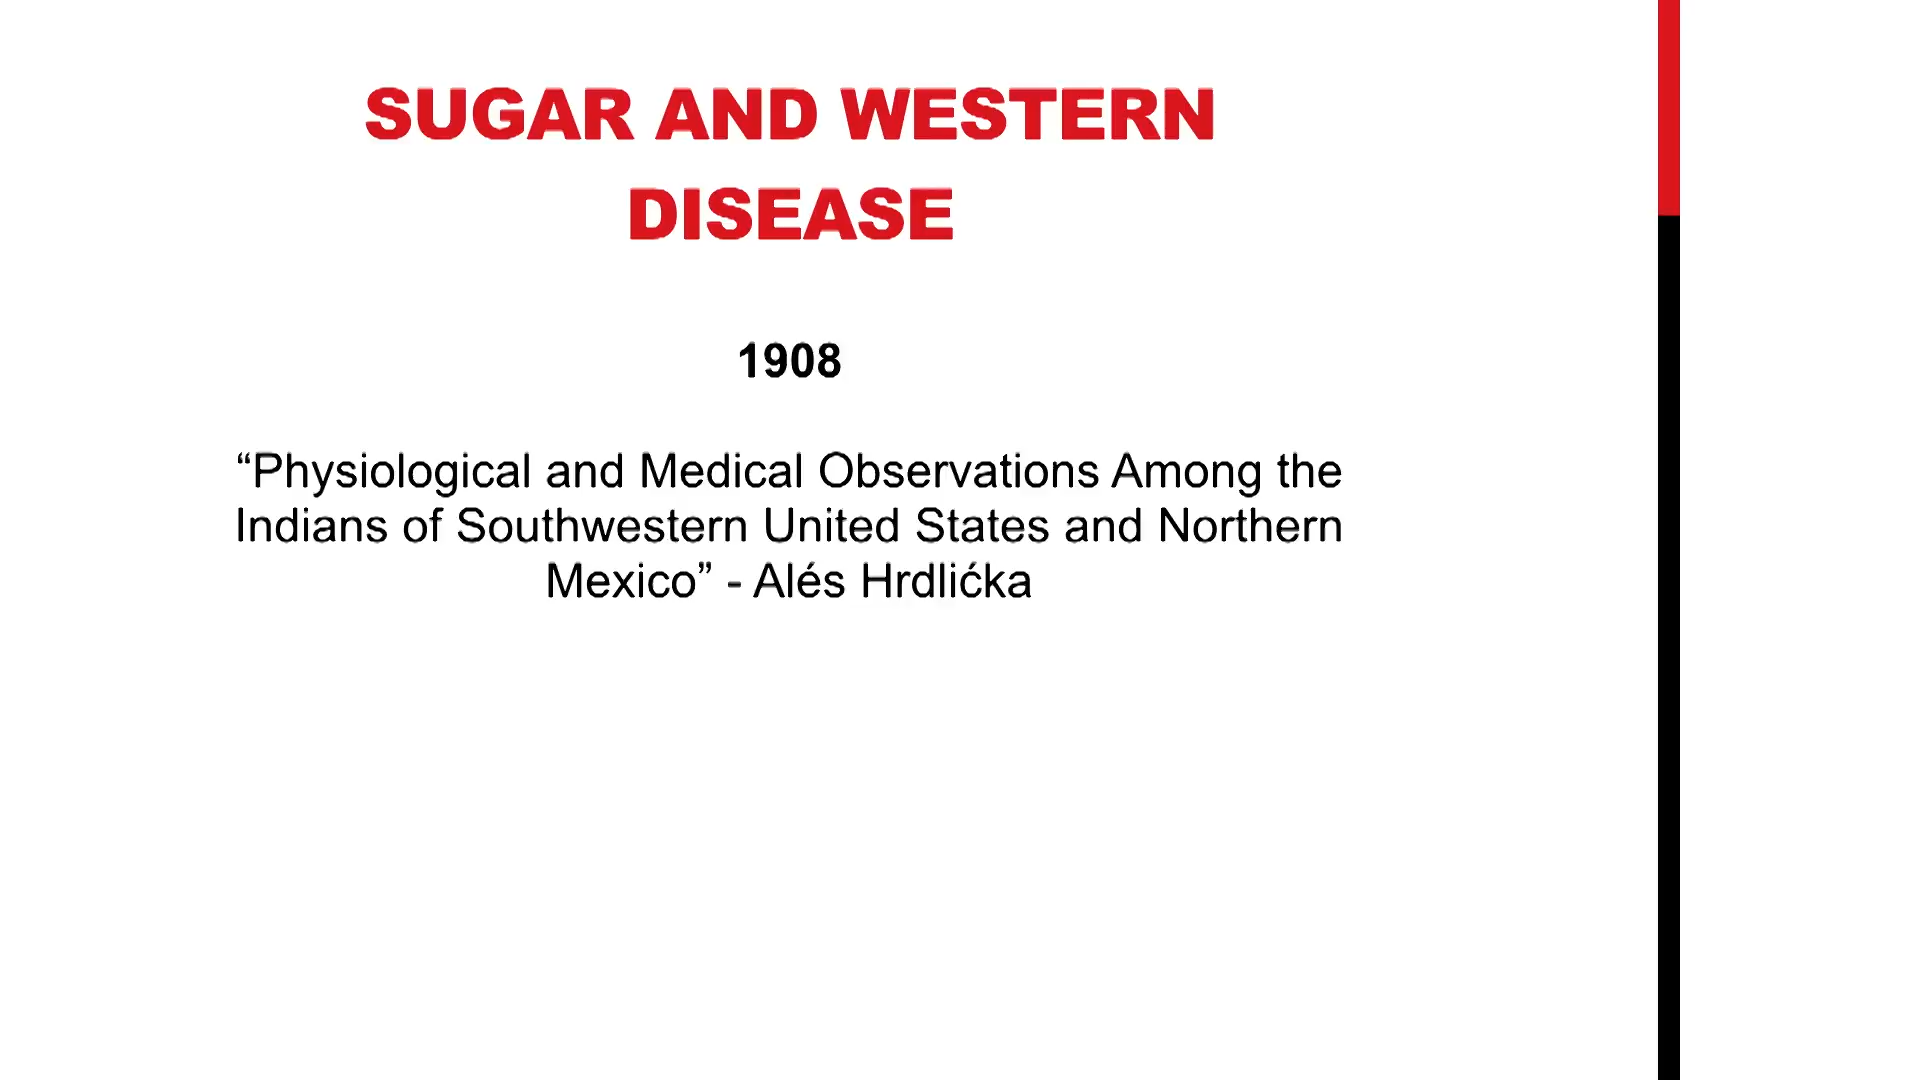 SUGAR AND WESTERN
DISEASE
1908
“Physiological and Medical Observations Among the
Indians of Southwestern United States and Northern
Mexico” - Alés Hrdlićka